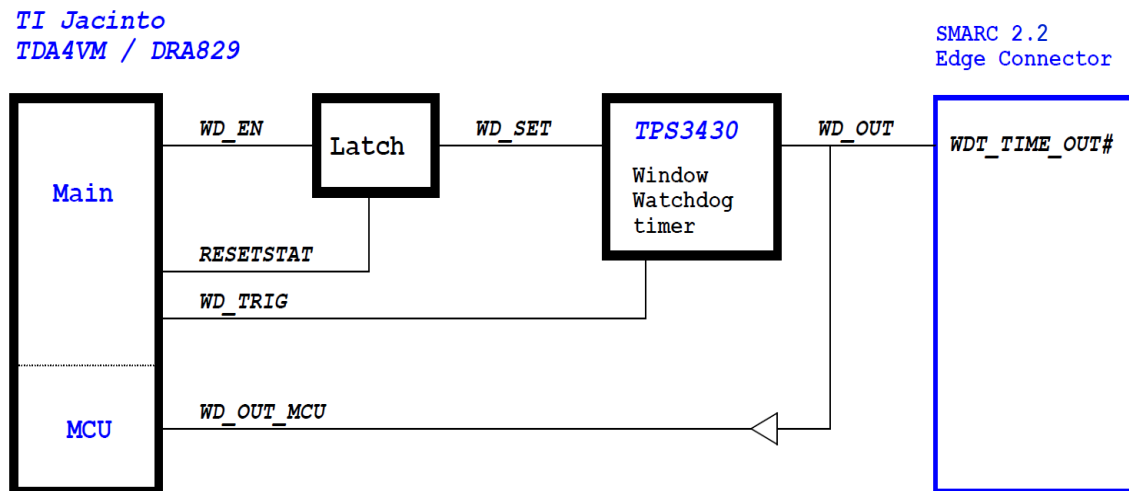 TI Jacinto
TDA4VM / DRA829
SMARC 2.2
Edge Connector
WD_EN
Latch
WD_SET
TPS3430
Window
Watchdog
timer
WD_OUT
WDT_TIME_OUT#
Main
RESETSTAT
WD_TRIG
WD_OUT_MCU
MCU